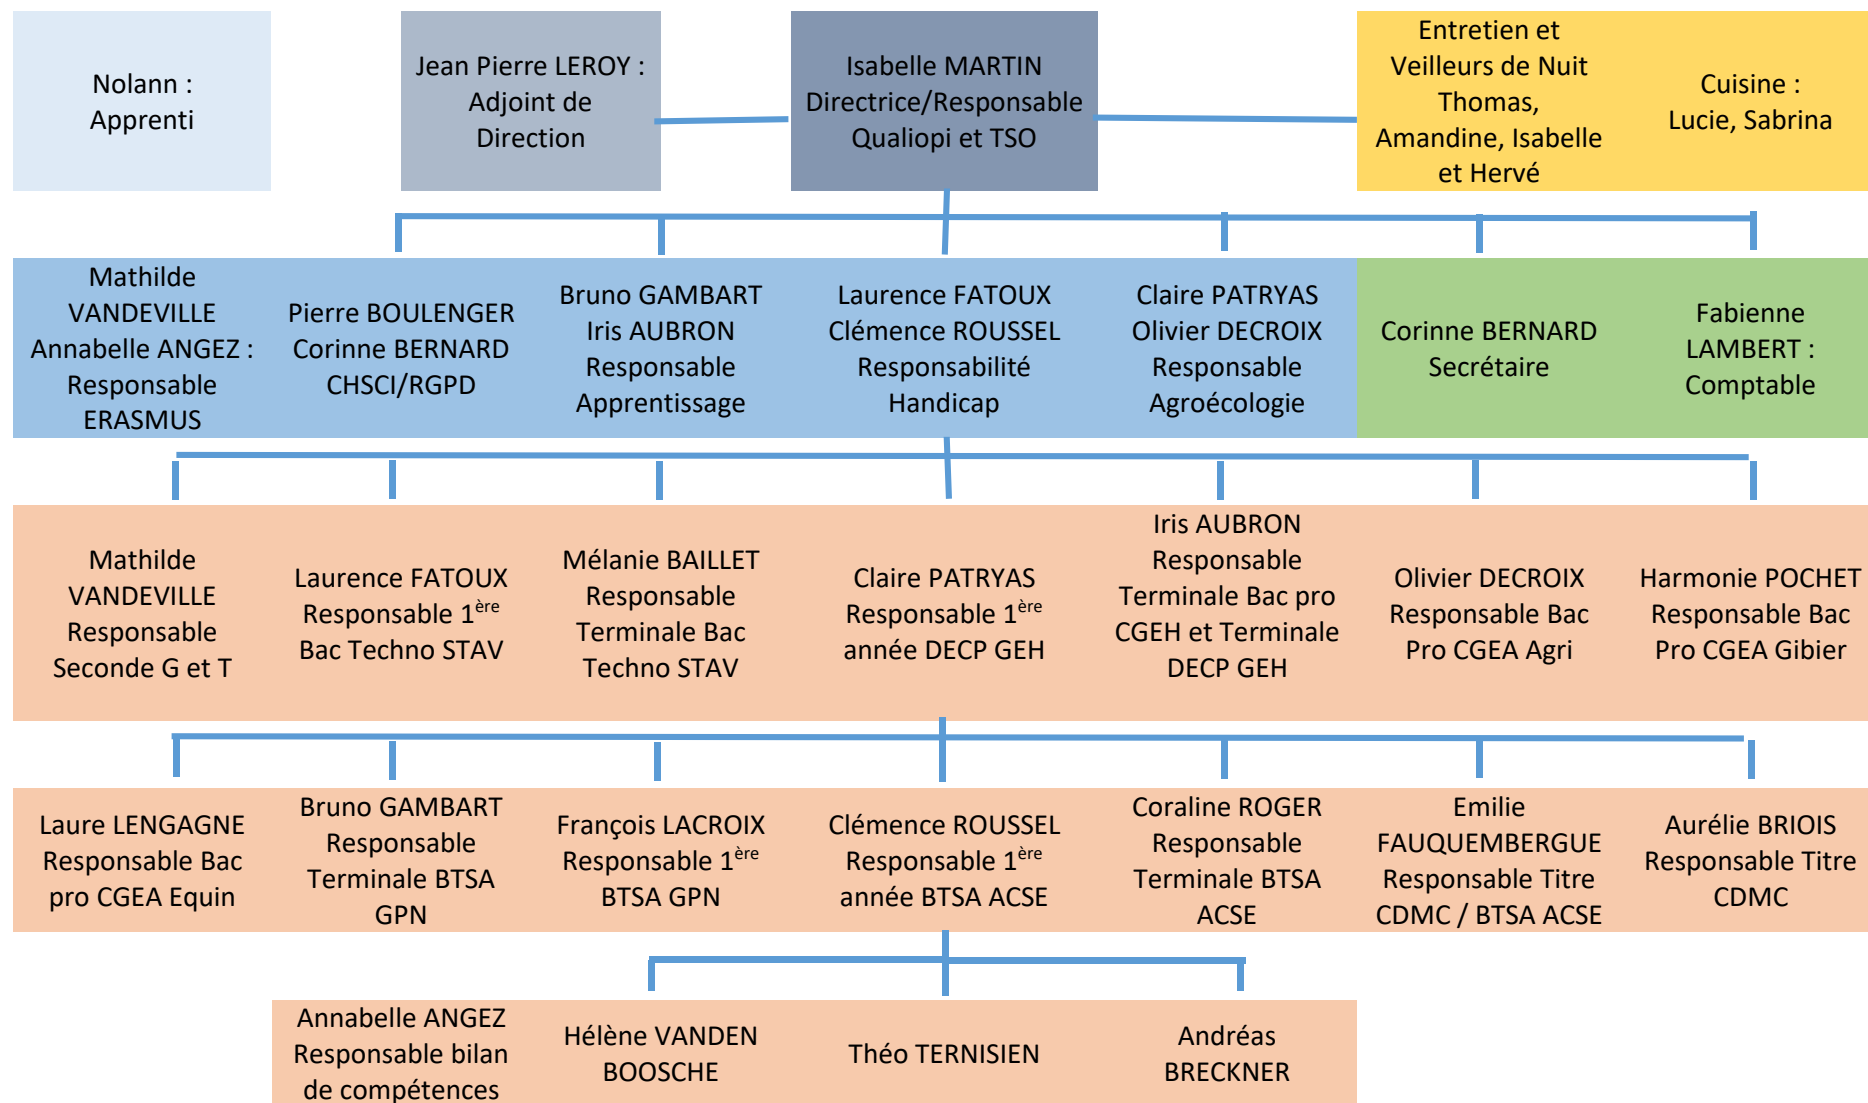 Nolann :
Apprenti
Jean Pierre LEROY :
Adjoint de
Direction
Isabelle MARTIN
Directrice/Responsable
Qualiopi et TSO
Entretien et
Veilleurs de Nuit
Thomas,
Amandine, Isabelle
et Hervé
Cuisine :
Lucie, Sabrina
Mathilde
VANDEVILLE
Annabelle ANGEZ :
Responsable
ERASMUS
Pierre BOULENGER
Corinne BERNARD
CHSCI/RGPD
Bruno GAMBART
Iris AUBRON
Responsable
Apprentissage
Laurence FATOUX
Clémence ROUSSEL
Responsabilité
Handicap
Claire PATRYAS
Olivier DECROIX
Responsable
Agroécologie
Corinne BERNARD
Secrétaire
Fabienne
LAMBERT :
Comptable
Mathilde
VANDEVILLE
Responsable
Seconde G et T
Laurence FATOUX
Responsable 1ère
Bac Techno STAV
Mélanie BAILLET
Responsable
Terminale Bac
Techno STAV
Claire PATRYAS
Responsable 1ère
année DECP GEH
Iris AUBRON
Responsable
Terminale Bac pro
CGEH et Terminale
DECP GEH
Olivier DECROIX
Responsable Bac
Pro CGEA Agri
Harmonie POCHET
Responsable Bac
Pro CGEA Gibier
Laure LENGAGNE
Responsable Bac
pro CGEA Equin
Bruno GAMBART
Responsable
Terminale BTSA
GPN
François LACROIX
Responsable 1ère
BTSA GPN
Clémence ROUSSEL
Responsable 1ère
année BTSA ACSE
Coraline ROGER
Responsable
Terminale BTSA
ACSE
Emilie
FAUQUEMBERGUE
Responsable Titre
CDMC / BTSA ACSE
Aurélie BRIOIS
Responsable Titre
CDMC
Annabelle ANGEZ
Responsable bilan
de compétences
Hélène VANDEN
BOOSCHE
Théo TERNISIEN
Andréas
BRECKNER